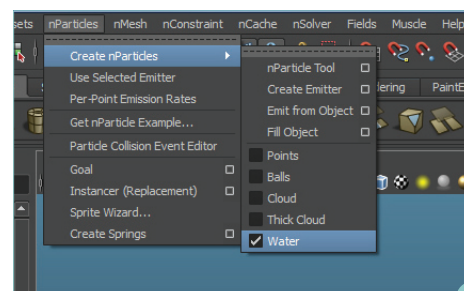 sets nParticles nMesh nConstraint nCache nSolver Fields Muscle Help
Create nParticles
Use Selected Emitter
Per-Point Emission Rates
Get nParticle Example...
Particle Collision Event Editor
Goal
Instancer (Replacement)
Sprite Wizard...
Create Springs
nParticle Tool
Create Emitter
Emit from Object
Fill Object
Points
Balls
Cloud
Thick Cloud
Water
dering PaintE